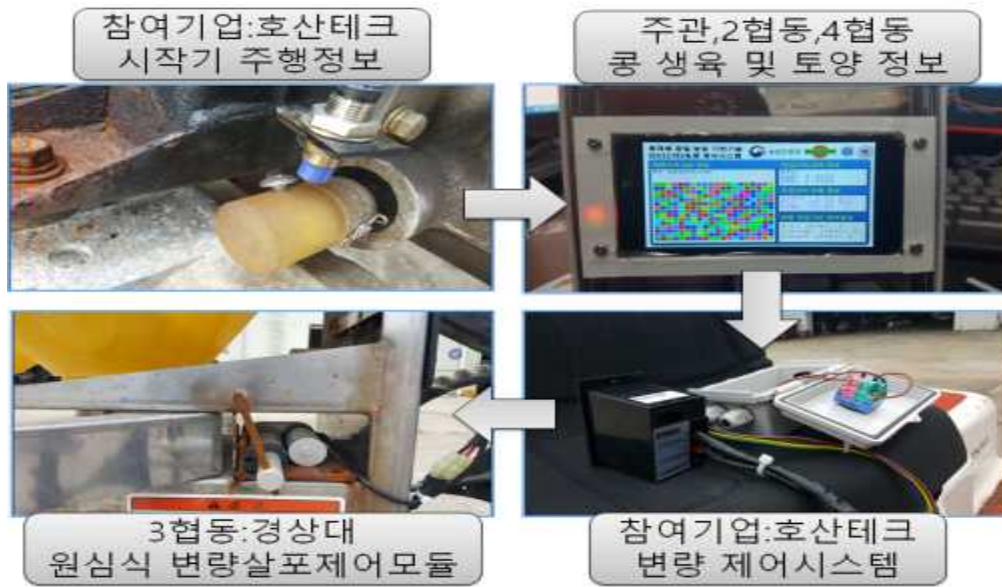 참여기업:호산테크
시작기 주행정보
주관,2협동,4협동
콩 생육 및 토양 정보
3협동:경상대
원심식 변량살포제어모듈
참여기업:호산테크
변량 제어시스템